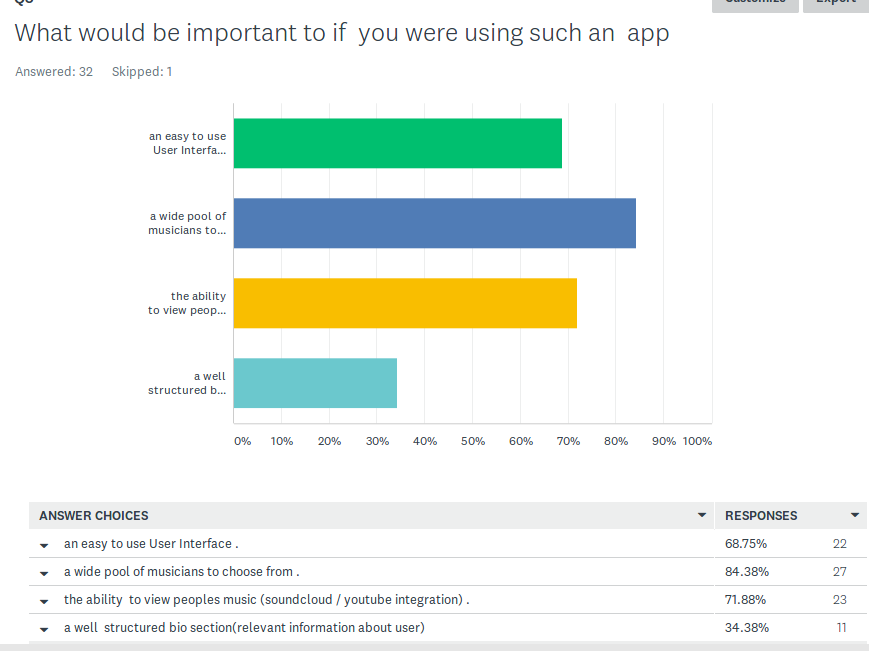 What would be important to if  you were using such an  app
Answered: 32 Skipped: 1
an easy to use
User Interfa...
a wide pool of
musicians to...
the ability
to view peop...
a well
structured b...
0% 10% 20% 30% 40% 50% 60% 70% 80% 90% 100%
ANSWER CHOICES RESPONSES
an easy to use User Interface . 68.75% 22
a wide pool of musicians to choose from . 84.38% 27
the ability  to view peoples music (soundcloud / youtube integration) . 71.88% 23
a well  structured bio section(relevant information about user) 34.38% 11